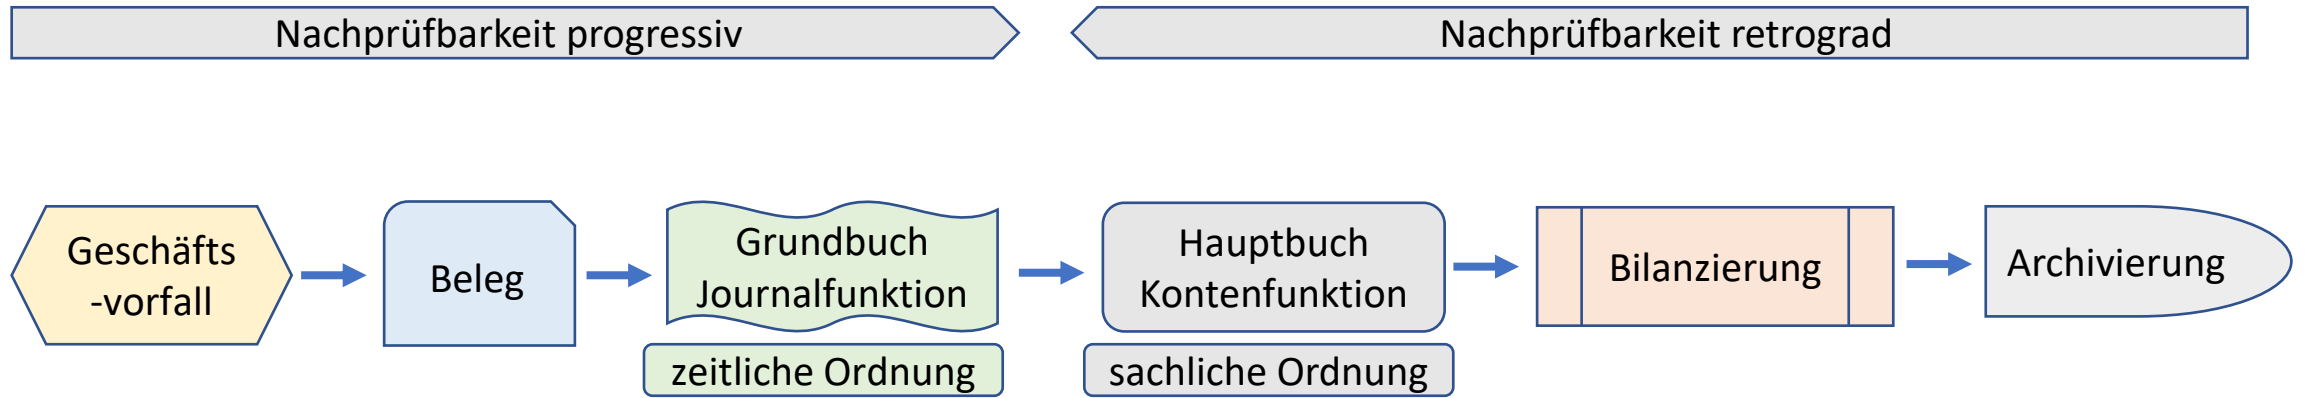 Nachprüfbarkeit progressiv
Nachprüfbarkeit retrograd
Geschäfts
-vorfall
Beleg
Grundbuch
Journalfunktion
zeitliche Ordnung
Hauptbuch
Kontenfunktion
sachliche Ordnung
Bilanzierung
Archivierung